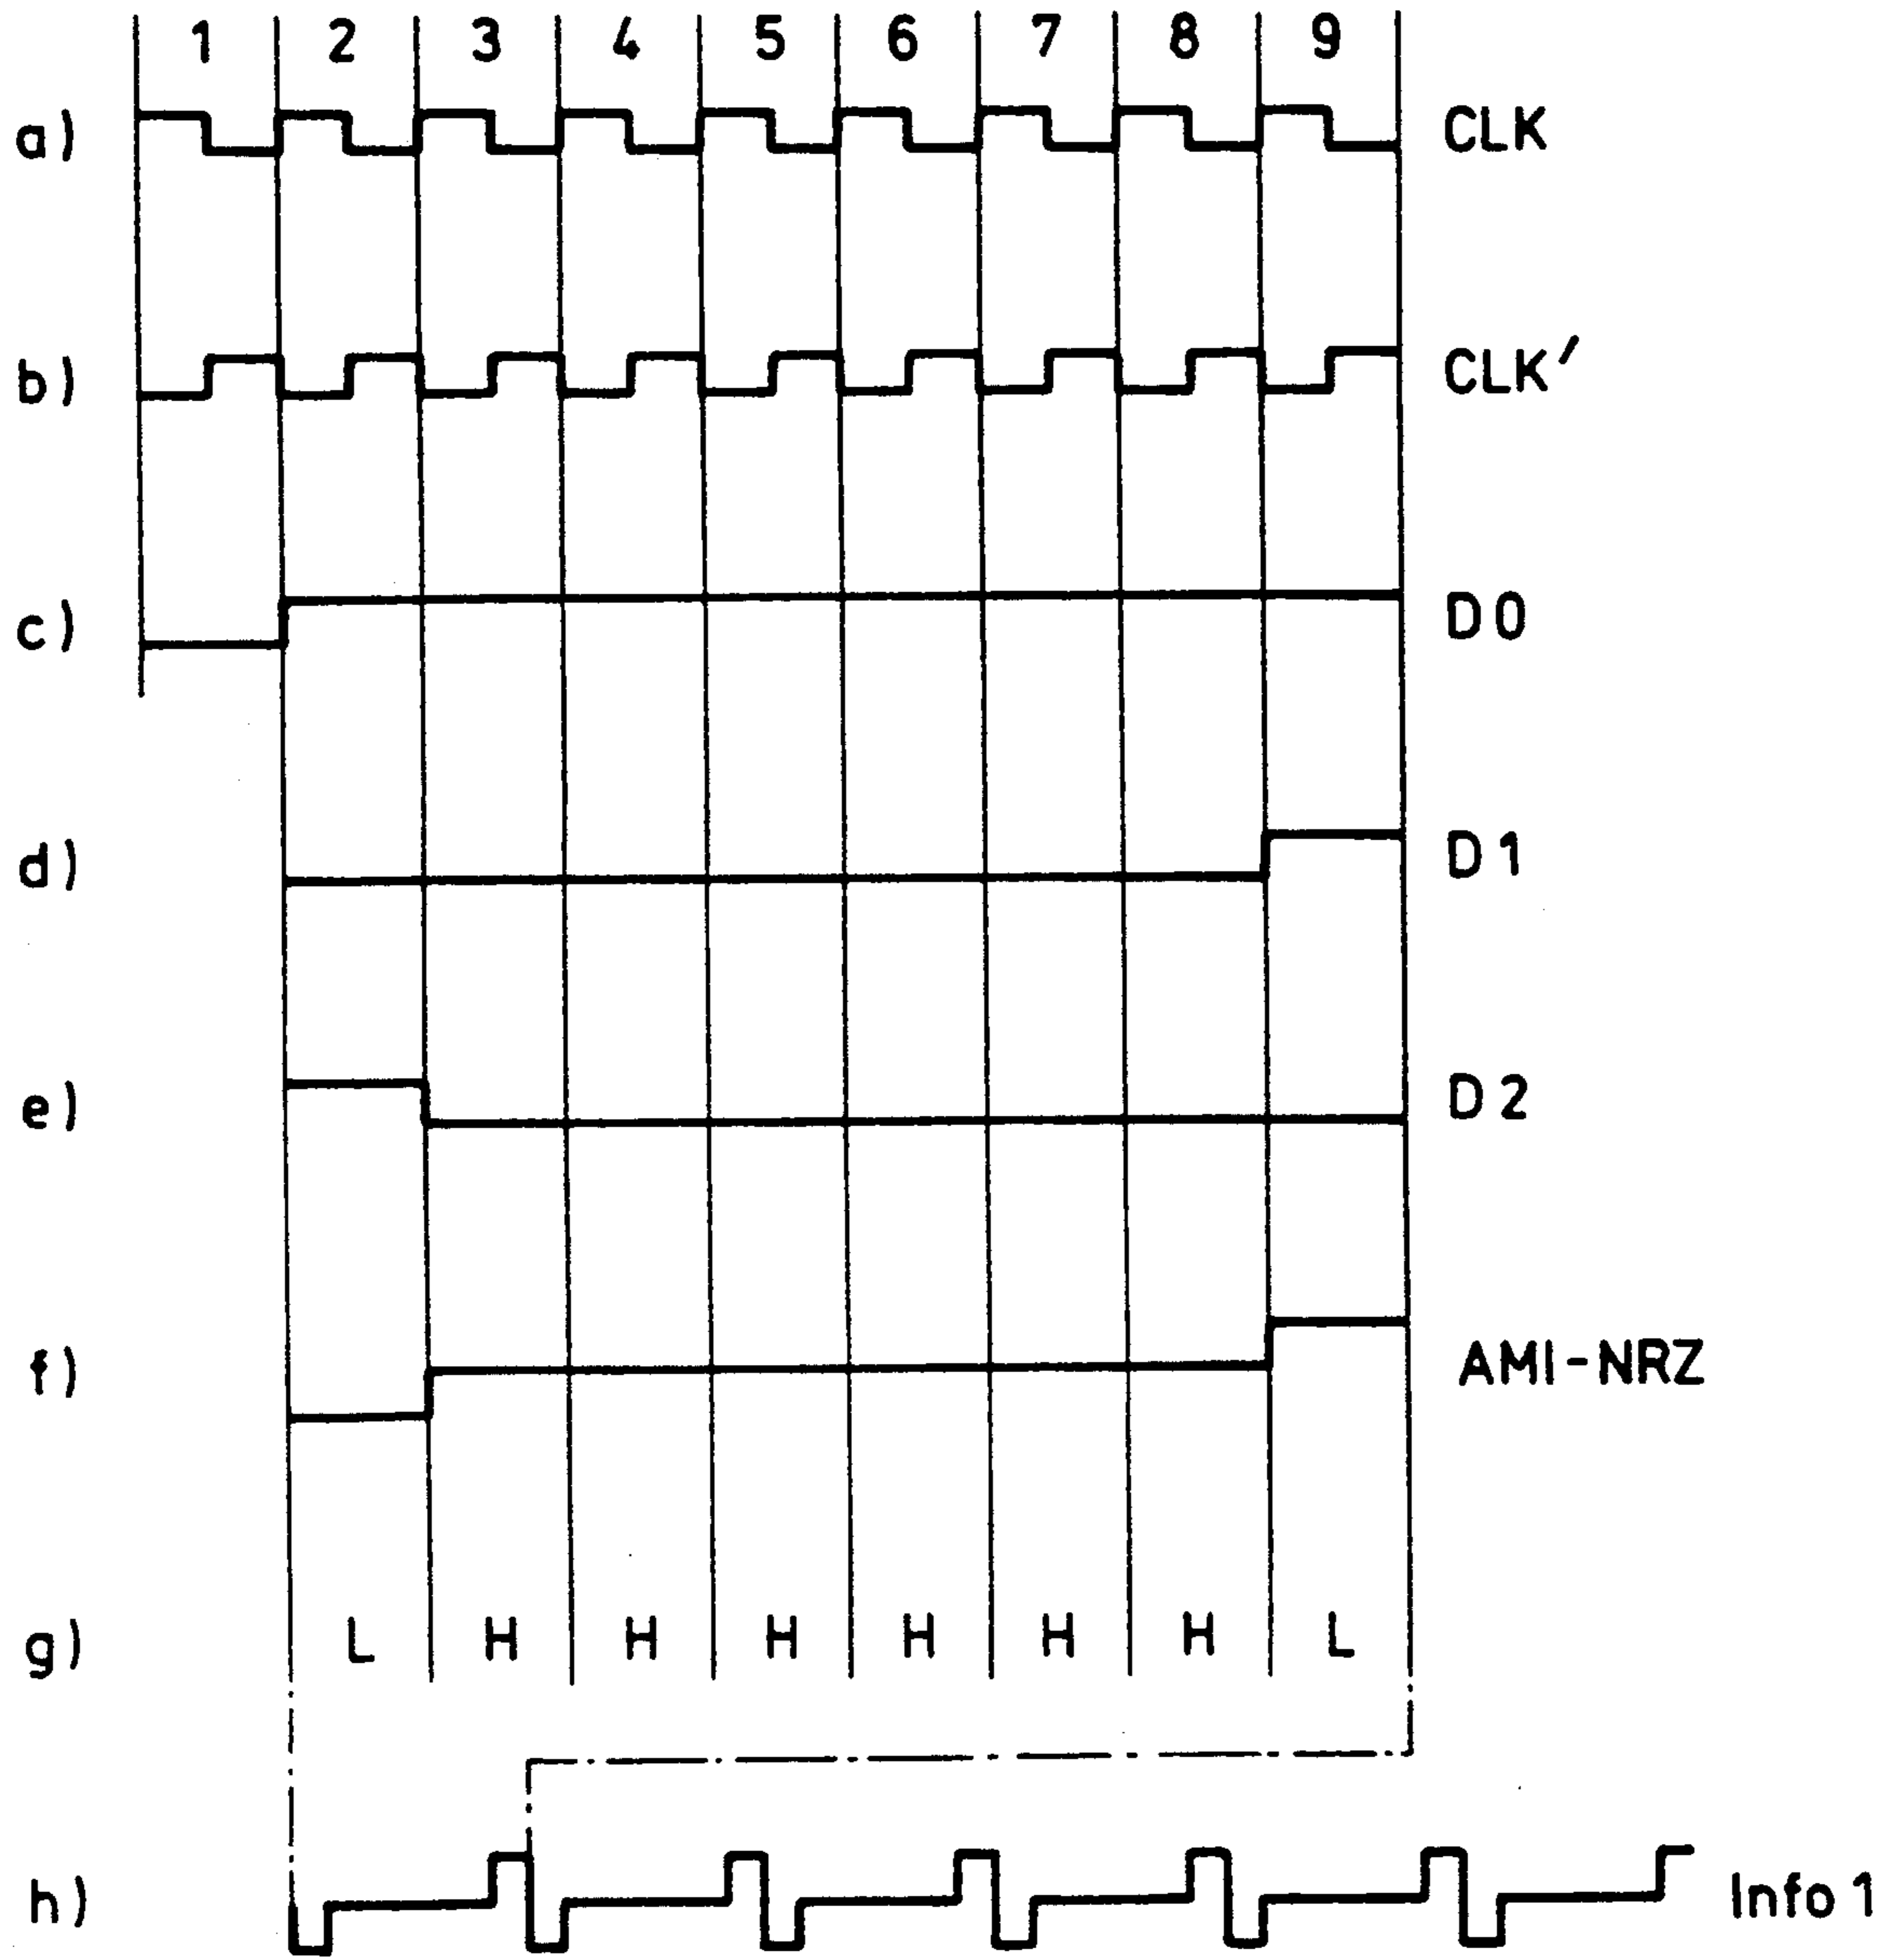 1 2 3 4 5 6 7 8 9
a) CLK
b) CLK′
c) D0
d) D1
e) D2
f) AMI-NRZ
g) L H H H H H H L
h) Info 1